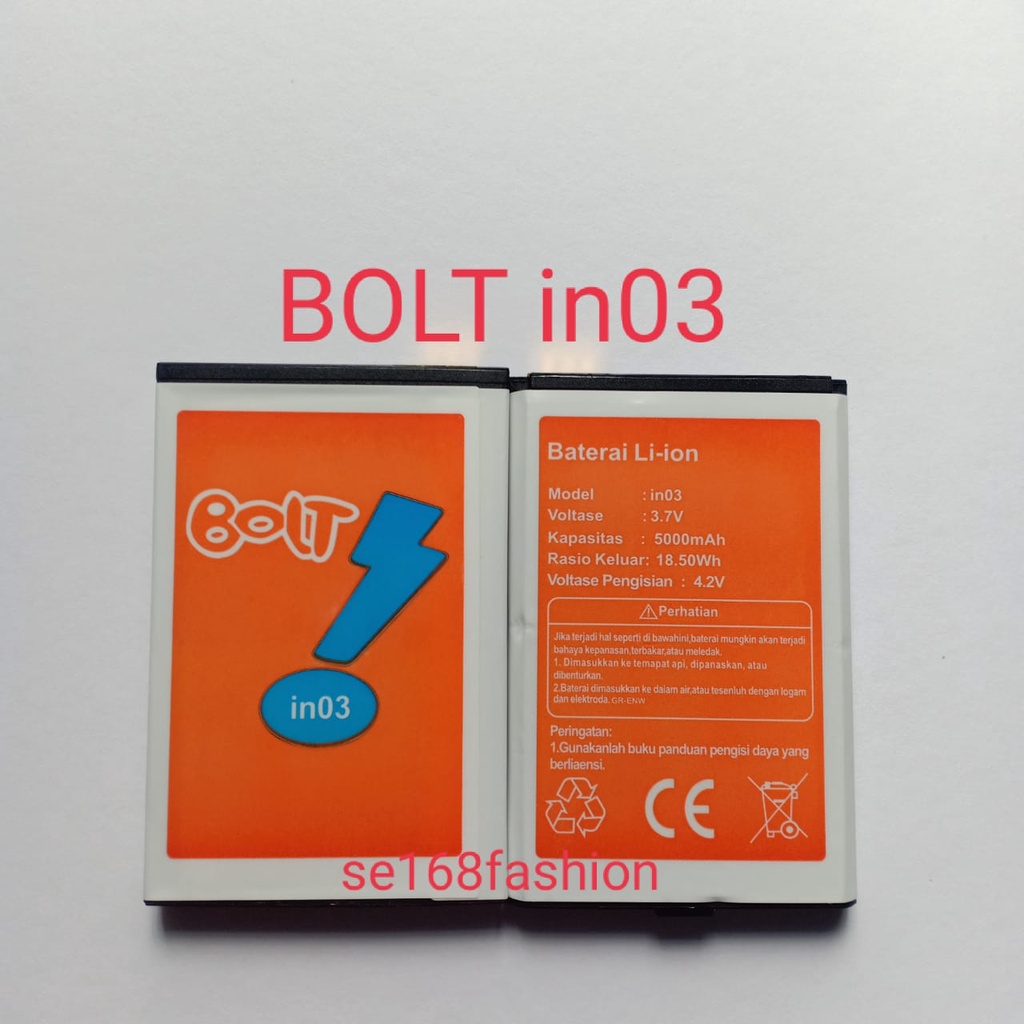 BOLT in03
BOLT
in03
Baterai Li-ion
Model : in03
Voltase : 3.7V
Kapasitas : 5000mAh
Rasio Keluar: 18.50Wh
Voltase Pengisian : 4.2V
Perhatian
Jika terjadi hal seperti di bawahini,baterai mungkin akan terjadi
bahaya kepanasan,terbakar,atau meledak.
1. Dimasukkan ke temapat api, dipanaskan, atau
dibenturkan.
2.Baterai dimasukkan ke daiam air,atau tesenluh dengan logam
dan elektroda. GR-ENW
Peringatan:
1.Gunakanlah buku panduan pengisi daya yang
berliaensi.
CE
se168fashion